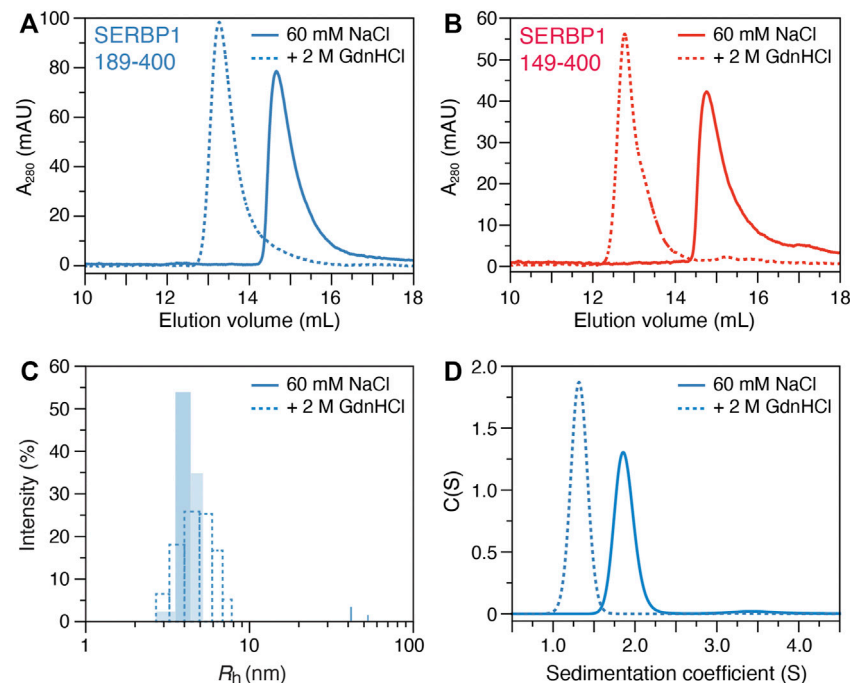 A
SERBP1
189-400
60 mM NaCl
+ 2 M GdnHCl
100
80
60
40
20
0
A280 (mAU)
10 12 14 16 18
Elution volume (mL)
B
SERBP1
149-400
60 mM NaCl
+ 2 M GdnHCl
60
50
40
30
20
10
0
A280 (mAU)
10 12 14 16 18
Elution volume (mL)
C
60 mM NaCl
+ 2 M GdnHCl
60
50
40
30
20
10
0
Intensity (%)
1 10 100
Rh (nm)
D
60 mM NaCl
+ 2 M GdnHCl
2.0
1.5
1.0
0.5
0
C(S)
1.0 2.0 3.0 4.0
Sedimentation coefficient (S)